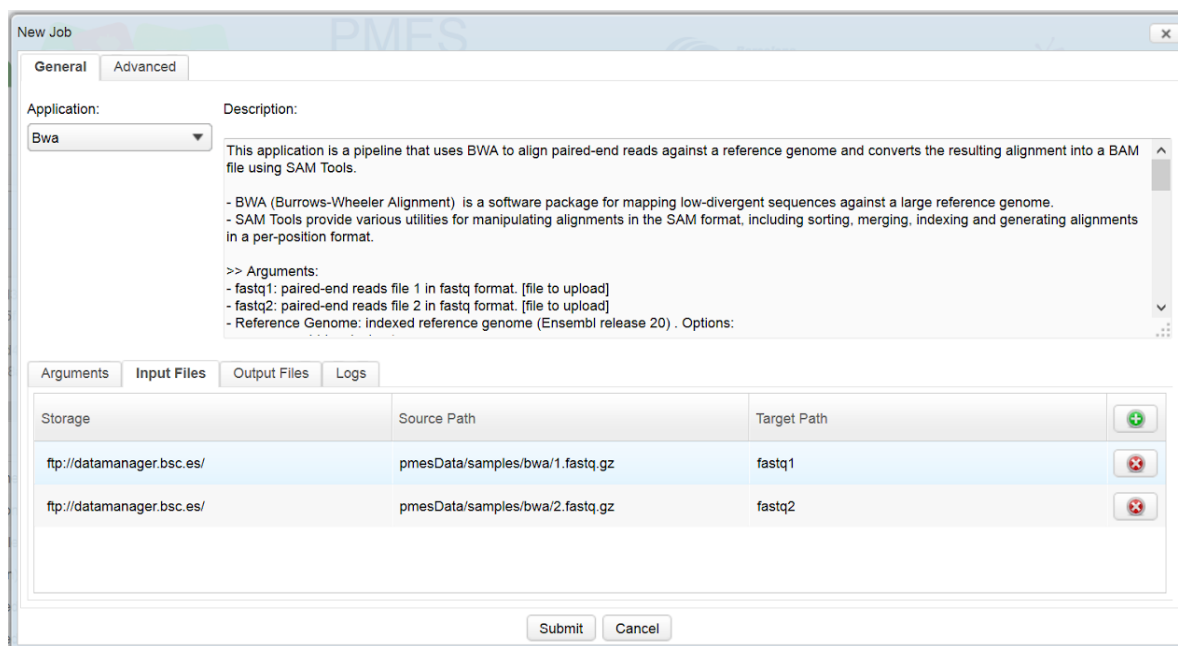 New Job
PMES
General Advanced
Application: Description:
Bwa
This application is a pipeline that uses BWA to align paired-end reads against a reference genome and converts the resulting alignment into a BAM
file using SAM Tools.
- BWA (Burrows-Wheeler Alignment)  is a software package for mapping low-divergent sequences against a large reference genome.
- SAM Tools provide various utilities for manipulating alignments in the SAM format, including sorting, merging, indexing and generating alignments
in a per-position format.
>> Arguments:
- fastq1: paired-end reads file 1 in fastq format. [file to upload]
- fastq2: paired-end reads file 2 in fastq format. [file to upload]
- Reference Genome: indexed reference genome (Ensembl release 20) . Options:
Arguments Input Files Output Files Logs
Storage Source Path Target Path
ftp://datamanager.bsc.es/ pmesData/samples/bwa/1.fastq.gz fastq1
ftp://datamanager.bsc.es/ pmesData/samples/bwa/2.fastq.gz fastq2
Submit Cancel